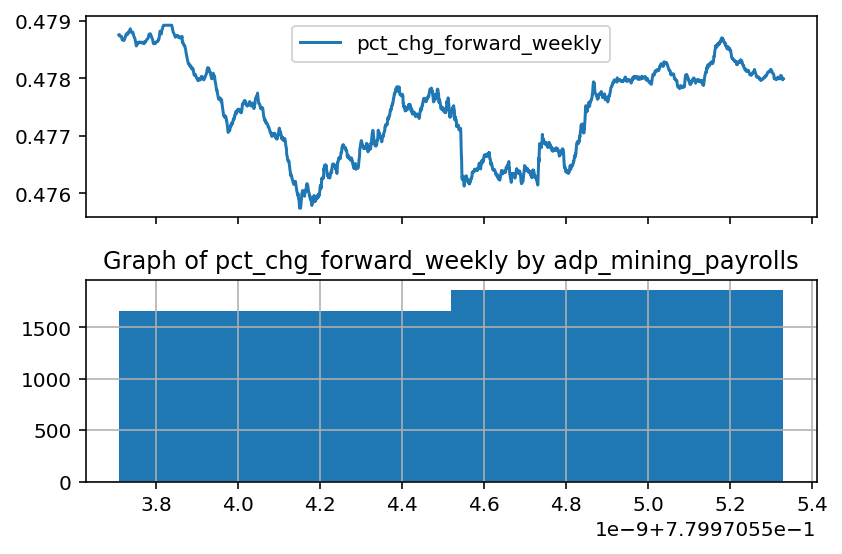 0.479
0.478
0.477
0.476
pct_chg_forward_weekly
Graph of pct_chg_forward_weekly by adp_mining_payrolls
1500
1000
500
0
3.8 4.0 4.2 4.4 4.6 4.8 5.0 5.2 5.4
1e−9+7.7997055e−1